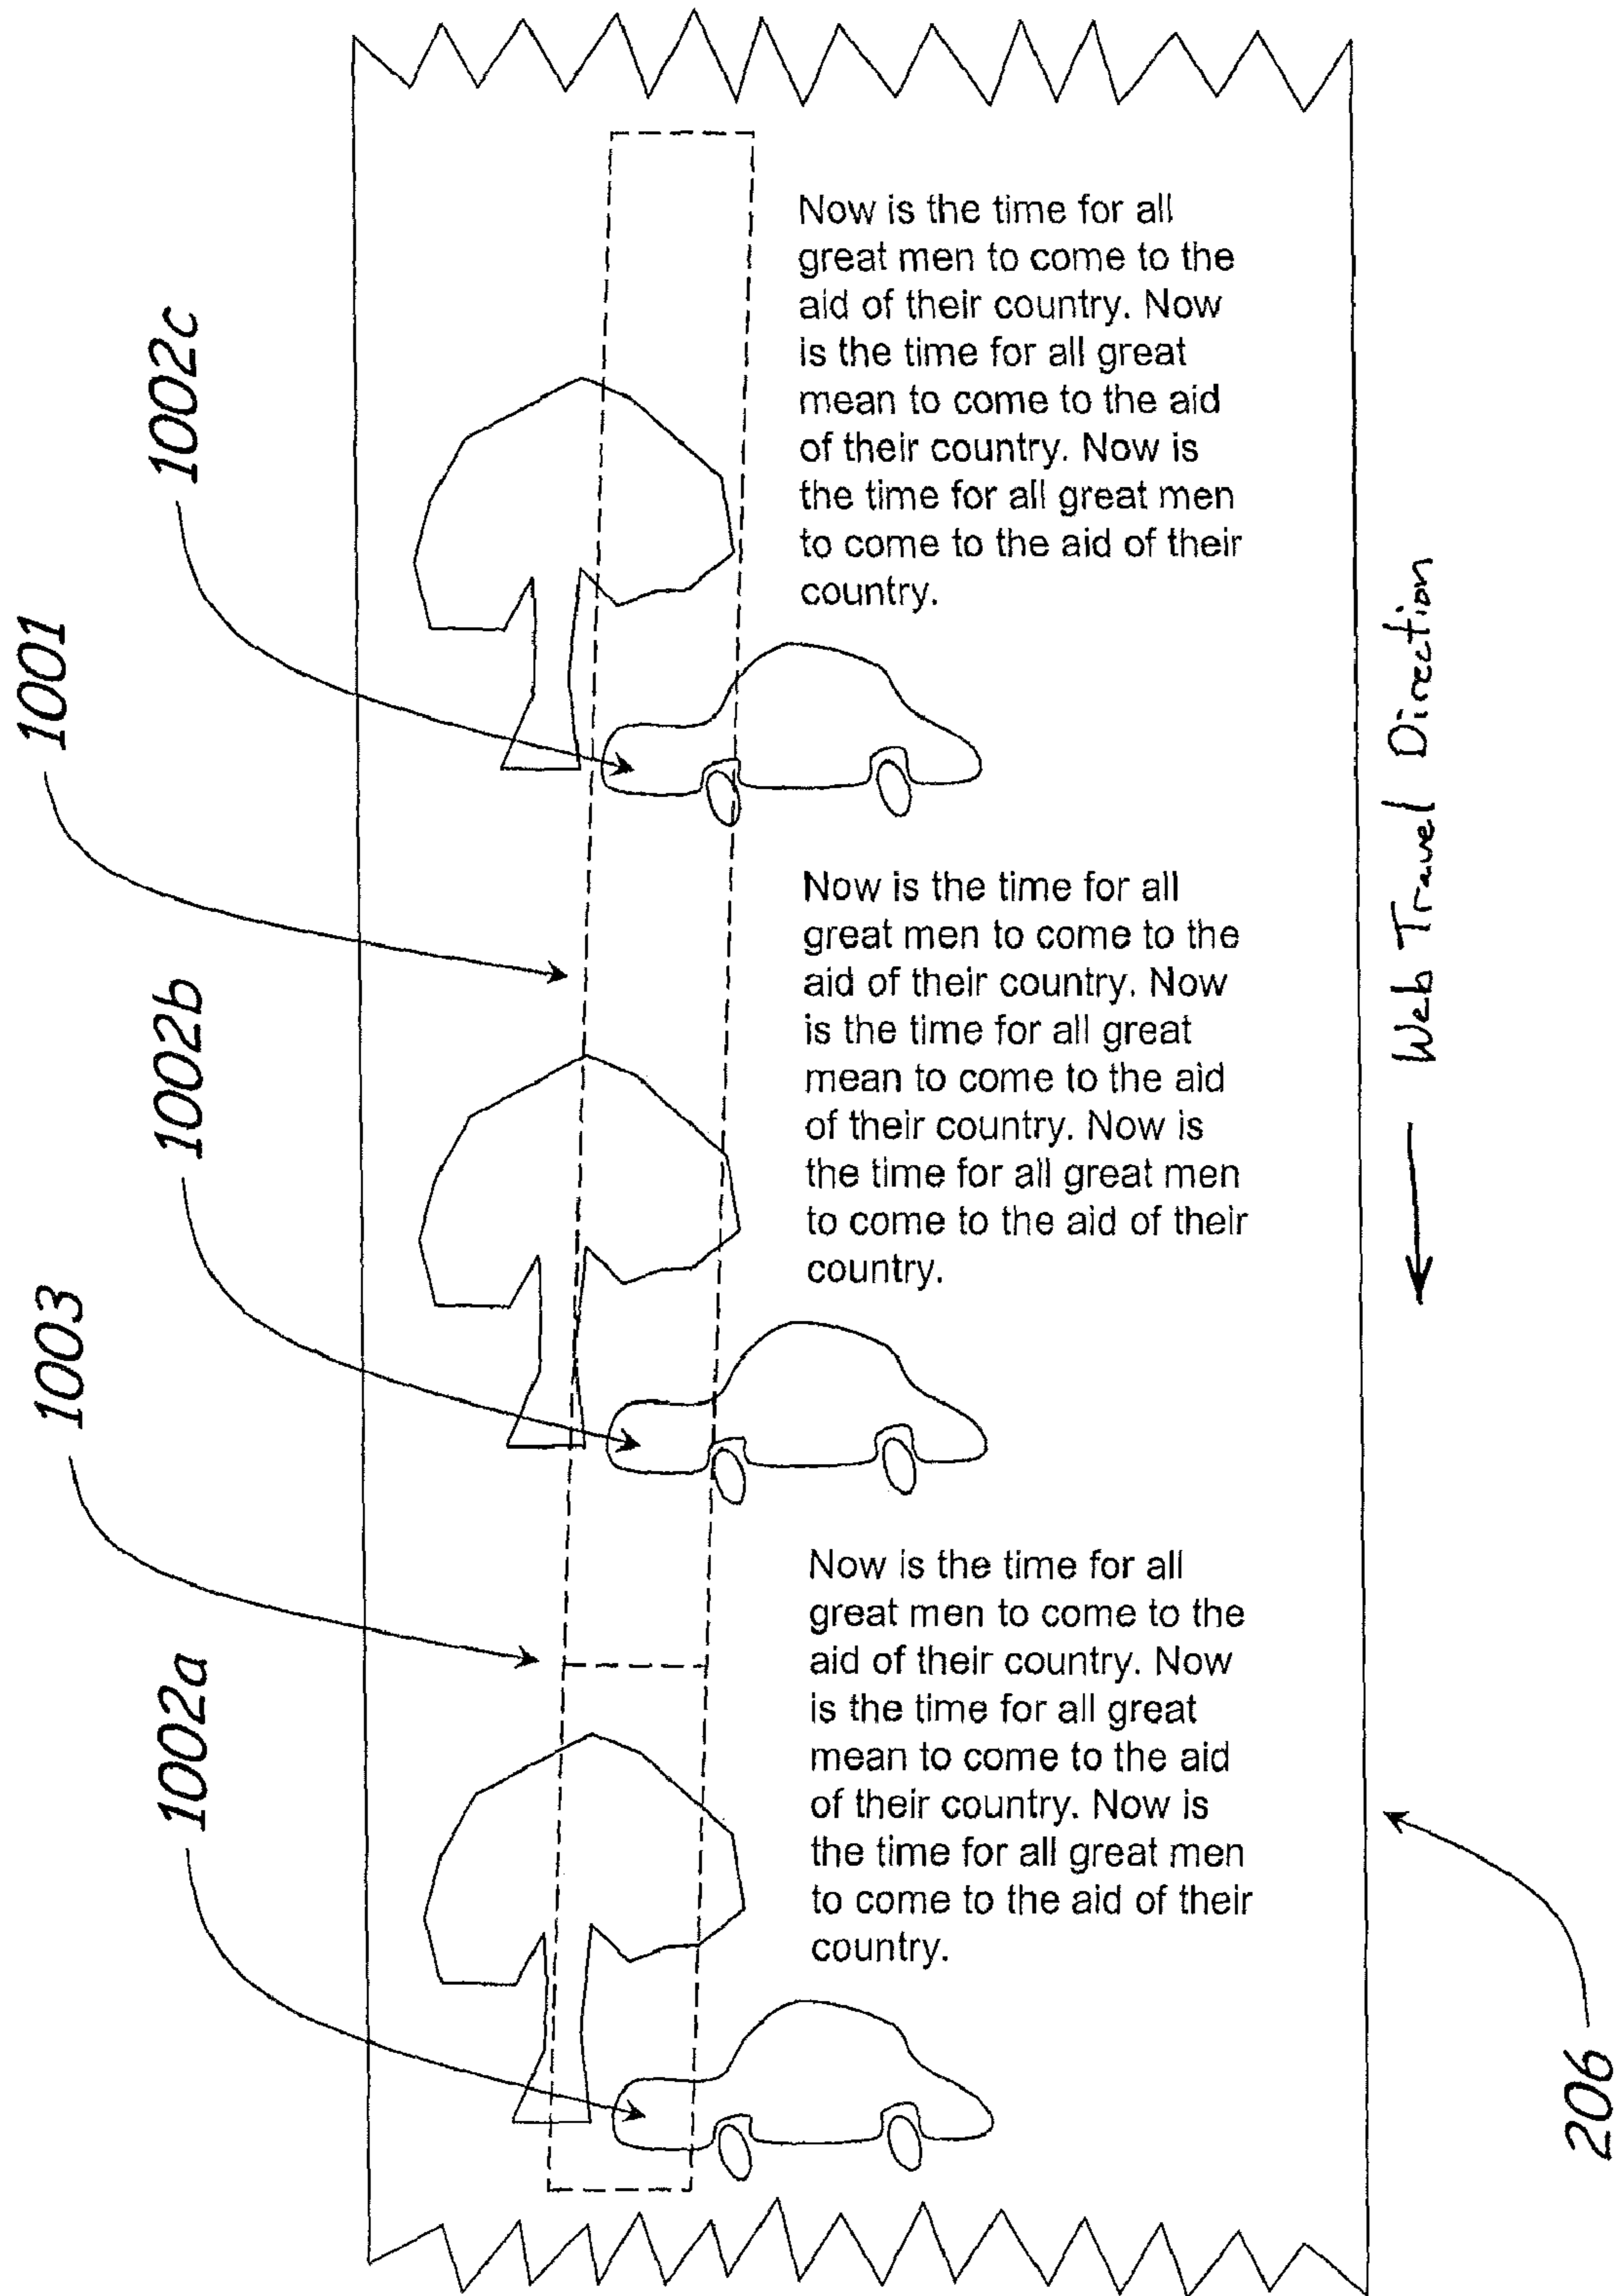 1002c
Now is the time for all
great men to come to the
aid of their country. Now
is the time for all great
mean to come to the aid
of their country. Now is
the time for all great men
to come to the aid of their
country.
1001
Web Travel Direction
1002b
Now is the time for all
great men to come to the
aid of their country. Now
is the time for all great
mean to come to the aid
of their country. Now is
the time for all great men
to come to the aid of their
country.
1003
1002a
Now is the time for all
great men to come to the
aid of their country. Now
is the time for all great
mean to come to the aid
of their country. Now is
the time for all great men
to come to the aid of their
country.
206